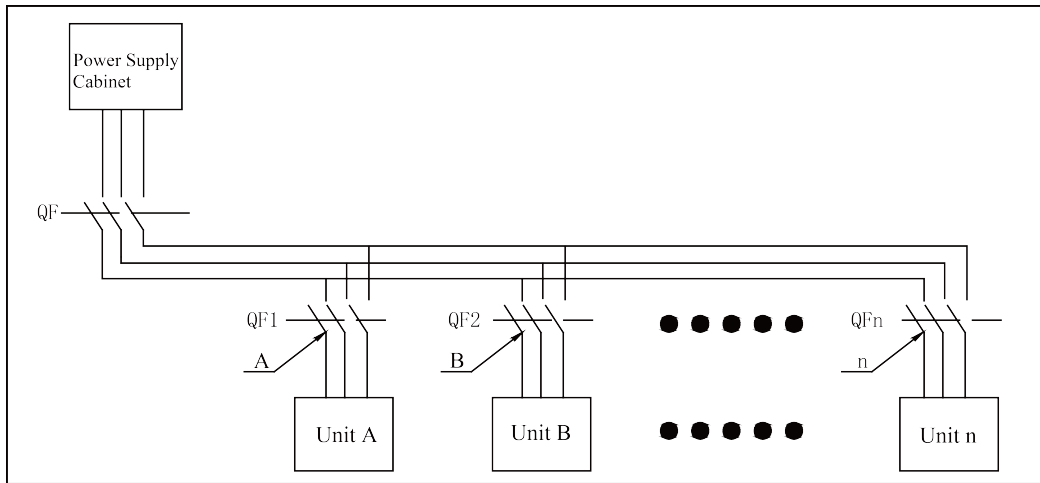 Power Supply
Cabinet
QF
QF1
QF2
QFn
A
B
n
Unit A
Unit B
Unit n